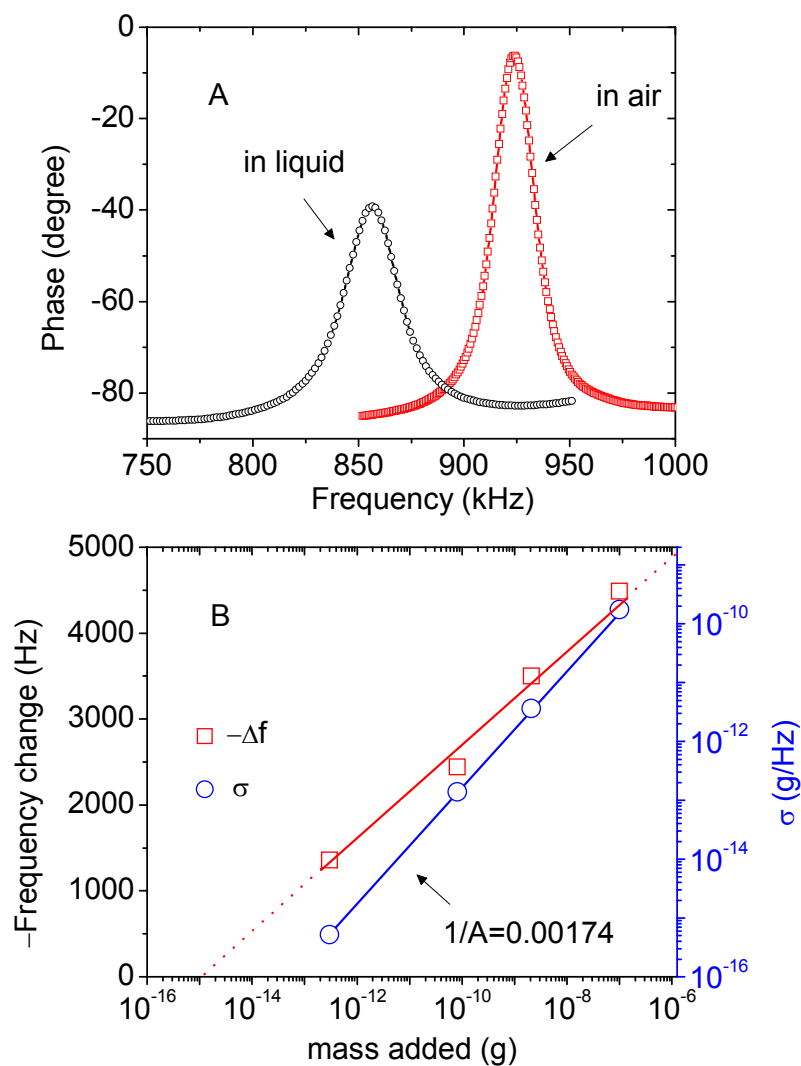 0
A
in air
-20
in liquid
-40
-60
-80
Phase (degree)
750 800 850 900 950 1000
Frequency (kHz)
5000
B
10⁻¹⁰
4000
3000
10⁻¹²
−Δf
2000
σ
10⁻¹⁴
1000
1/A=0.00174
0
10⁻¹⁶
−Frequency change (Hz)
σ (g/Hz)
10⁻¹⁶ 10⁻¹⁴ 10⁻¹² 10⁻¹⁰ 10⁻⁸ 10⁻⁶
mass added (g)